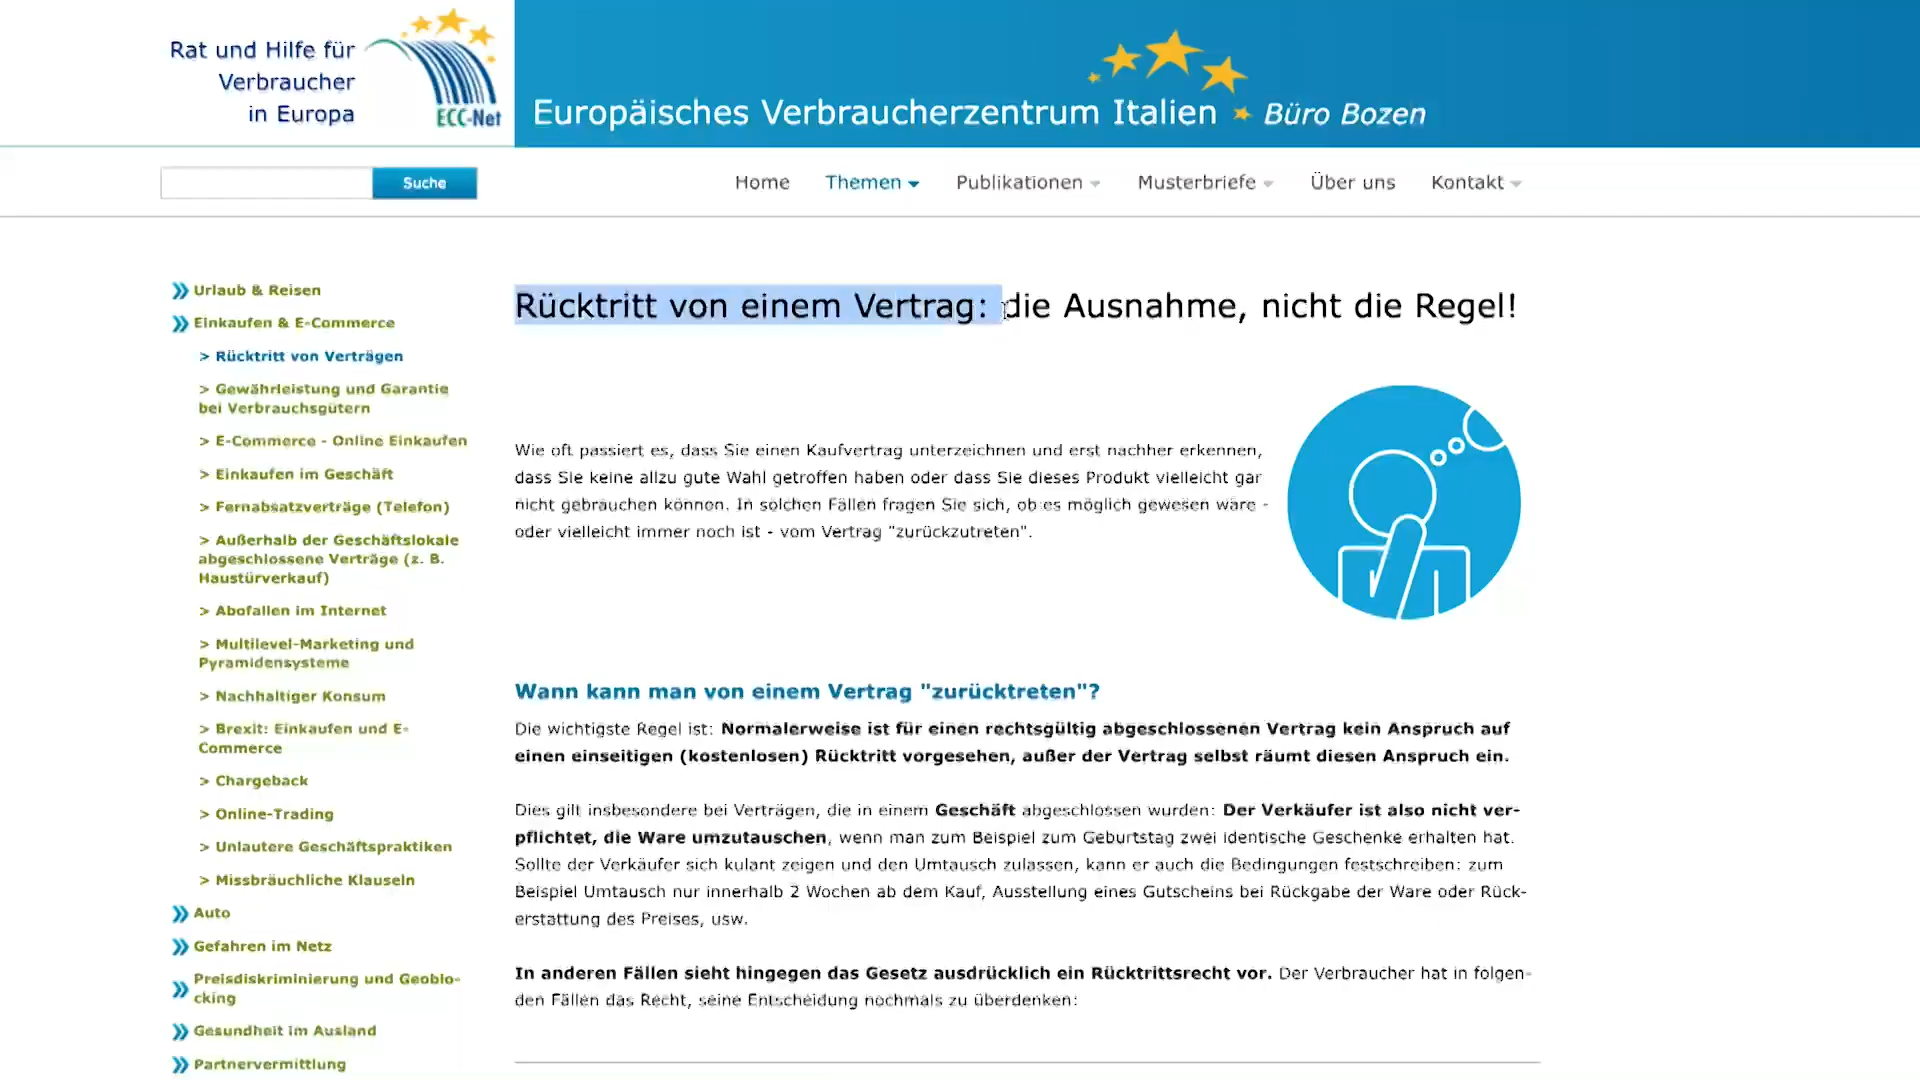 Rat und Hilfe für
Verbraucher
in Europa
ECC-Net
Europäisches Verbraucherzentrum Italien Büro Bozen
Suche
Home Themen Publikationen Musterbriefe Über uns Kontakt
Urlaub & Reisen
Einkaufen & E-Commerce
> Rücktritt von Verträgen
> Gewährleistung und Garantie
bei Verbrauchsgütern
> E-Commerce - Online Einkaufen
> Einkaufen im Geschäft
> Fernabsatzverträge (Telefon)
> Außerhalb der Geschäftslokale
abgeschlossene Verträge (z. B.
Haustürverkauf)
> Abofallen im Internet
> Multilevel-Marketing und
Pyramidensysteme
> Nachhaltiger Konsum
> Brexit: Einkaufen und E-
Commerce
> Chargeback
> Online-Trading
> Unlautere Geschäftspraktiken
> Missbräuchliche Klauseln
Auto
Gefahren im Netz
Preisdiskriminierung und Geoblo-
cking
Gesundheit im Ausland
Partnervermittlung
Rücktritt von einem Vertrag: die Ausnahme, nicht die Regel!
Wie oft passiert es, dass Sie einen Kaufvertrag unterzeichnen und erst nachher erkennen,
dass Sie keine allzu gute Wahl getroffen haben oder dass Sie dieses Produkt vielleicht gar
nicht gebrauchen können. In solchen Fällen fragen Sie sich, ob es möglich gewesen wäre -
oder vielleicht immer noch ist - vom Vertrag "zurückzutreten".
Wann kann man von einem Vertrag "zurücktreten"?
Die wichtigste Regel ist: Normalerweise ist für einen rechtsgültig abgeschlossenen Vertrag kein Anspruch auf
einen einseitigen (kostenlosen) Rücktritt vorgesehen, außer der Vertrag selbst räumt diesen Anspruch ein.
Dies gilt insbesondere bei Verträgen, die in einem Geschäft abgeschlossen wurden: Der Verkäufer ist also nicht ver-
pflichtet, die Ware umzutauschen, wenn man zum Beispiel zum Geburtstag zwei identische Geschenke erhalten hat.
Sollte der Verkäufer sich kulant zeigen und den Umtausch zulassen, kann er auch die Bedingungen festschreiben: zum
Beispiel Umtausch nur innerhalb 2 Wochen ab dem Kauf, Ausstellung eines Gutscheins bei Rückgabe der Ware oder Rück-
erstattung des Preises, usw.
In anderen Fällen sieht hingegen das Gesetz ausdrücklich ein Rücktrittsrecht vor. Der Verbraucher hat in folgen-
den Fällen das Recht, seine Entscheidung nochmals zu überdenken: